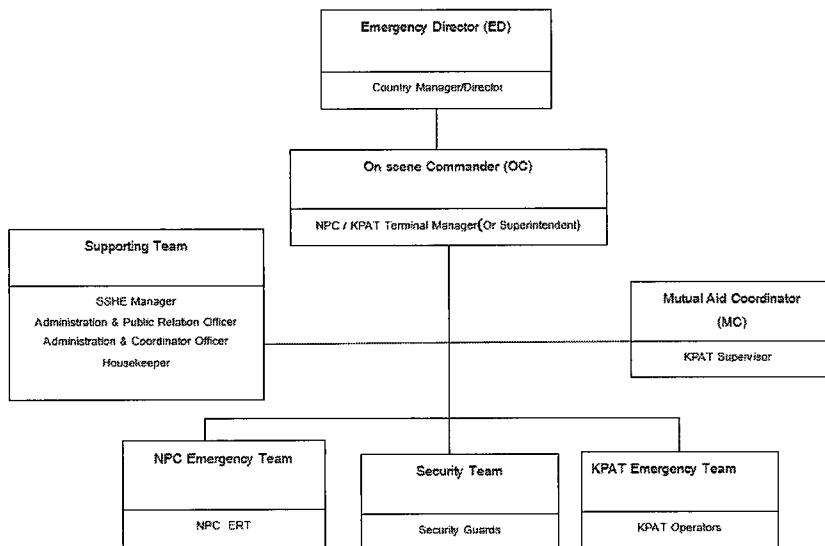 Emergency Director (ED)
Country Manager/Director
On scene Commander (OC)
NPC / KPAT Terminal Manager(Or Superintendent)
Supporting Team
SSHE Manager
Administration & Public Relation Officer
Administration & Coordinator Officer
Housekeeper
Mutual Aid Coordinator
(MC)
KPAT Supervisor
NPC Emergency Team
NPC ERT
Security Team
Security Guards
KPAT Emergency Team
KPAT Operators